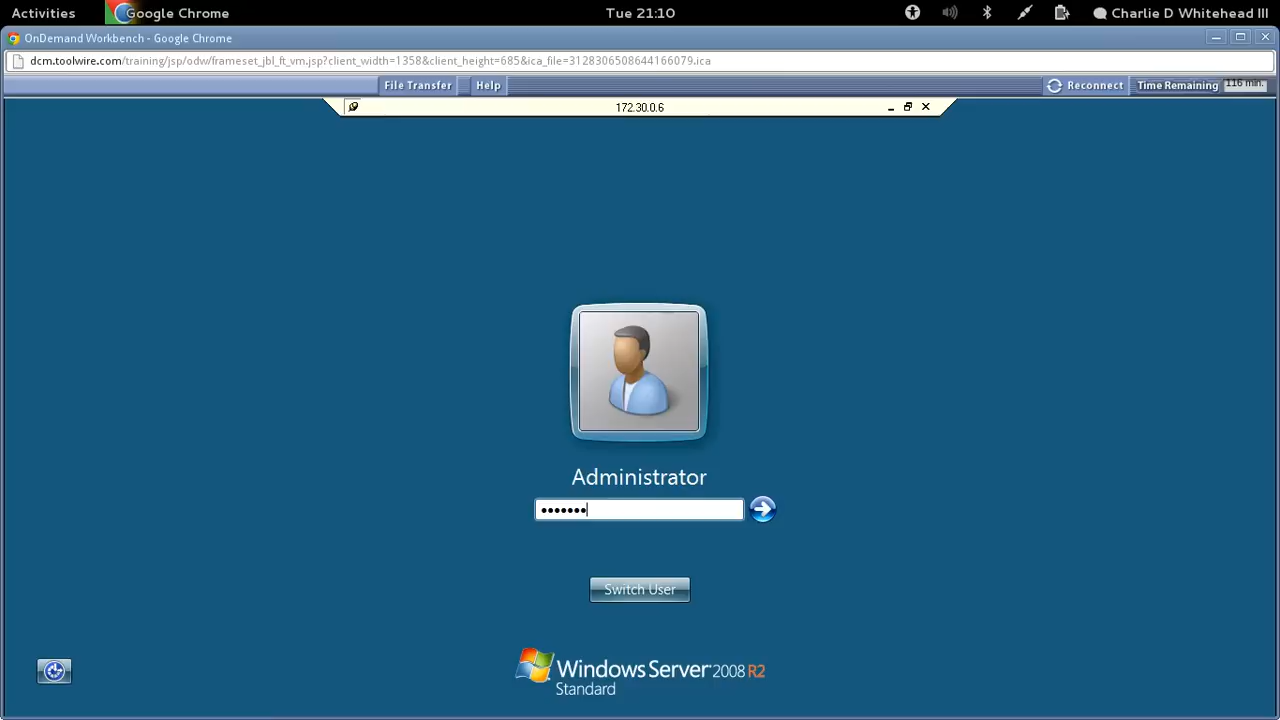 Activities
Google Chrome
Tue 21:10
Charlie D Whitehead III
OnDemand Workbench - Google Chrome
dcm.toolwire.com/training/jsp/odw/frameset_jbl_ft_vm.jsp?client_width=1358&client_height=685&ica_file=3128306508644166079.ica
File Transfer
Help
Reconnect
Time Remaining
116 min.
172.30.0.6
Administrator
•••••••
Switch User
Windows Server 2008 R2
Standard